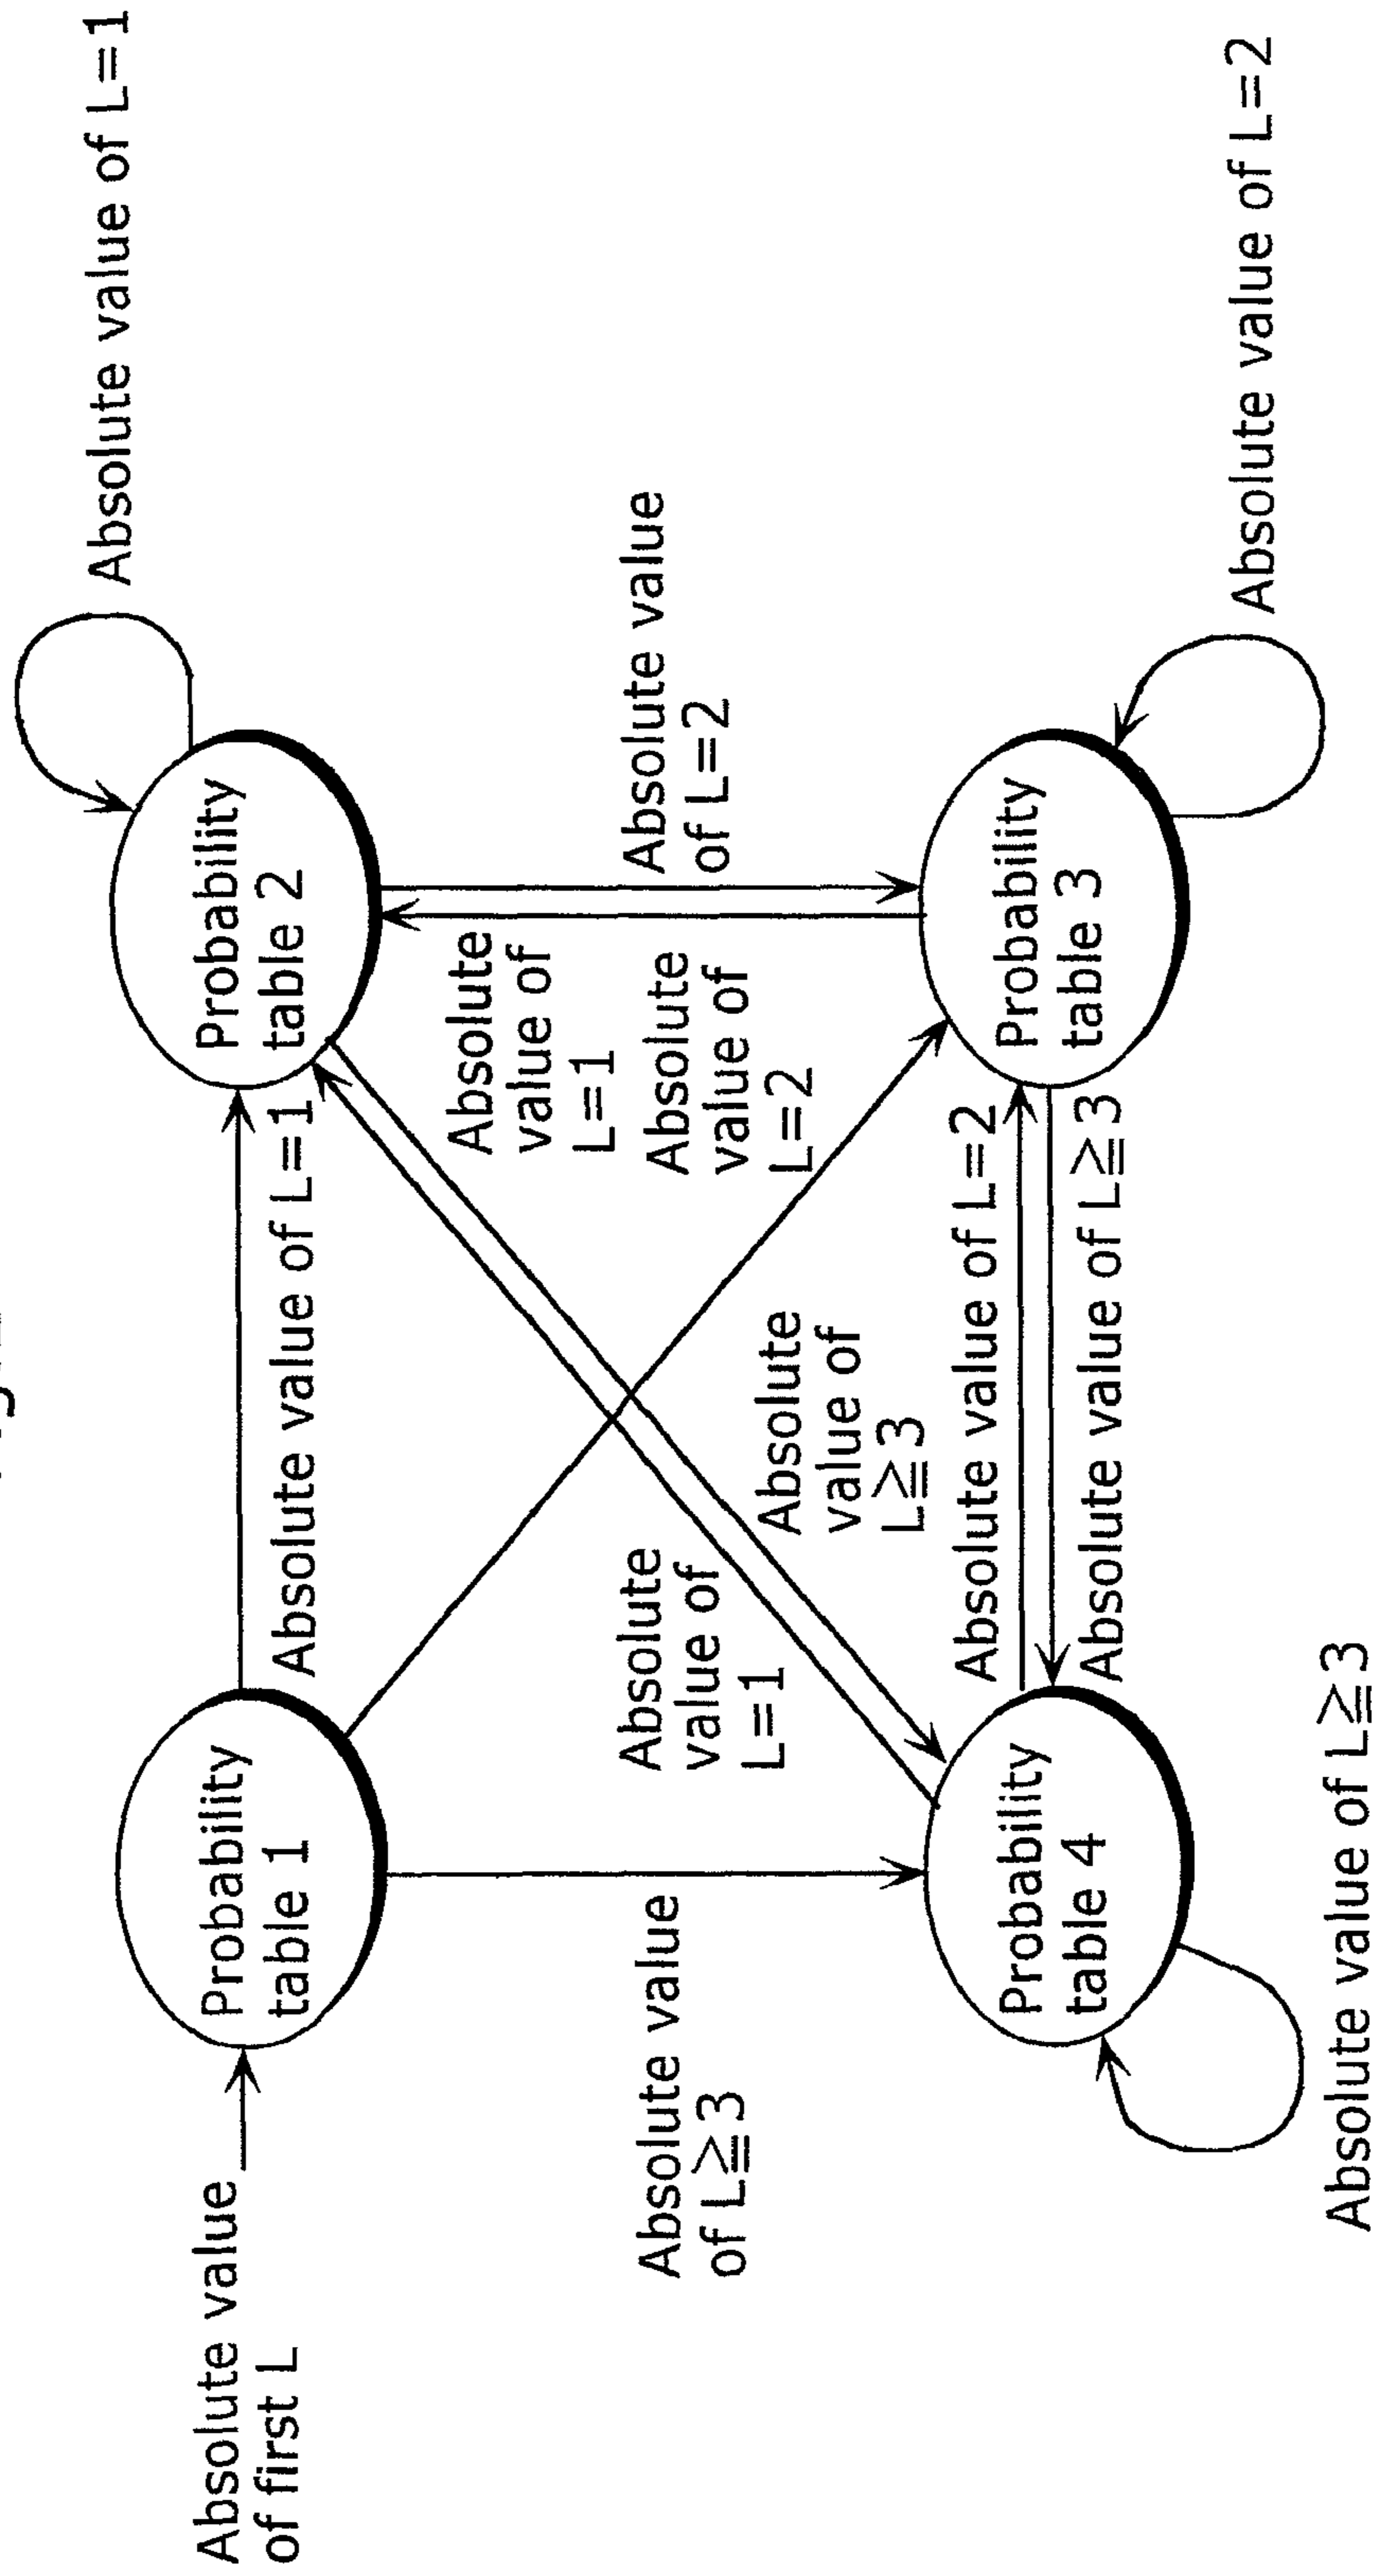 Absolute value
of first L
Probability
table 1
Absolute value of L=1
Probability
table 2
Absolute value of L=1
Absolute value
of L≧3
Absolute
value of
L=1
Absolute
value of
L≧3
Absolute
value of
L=1
Absolute
value of
L=2
Absolute value
of L=2
Absolute value of L=2
Absolute value of L≧3
Probability
table 4
Probability
table 3
Absolute value of L≧3
Absolute value of L=2